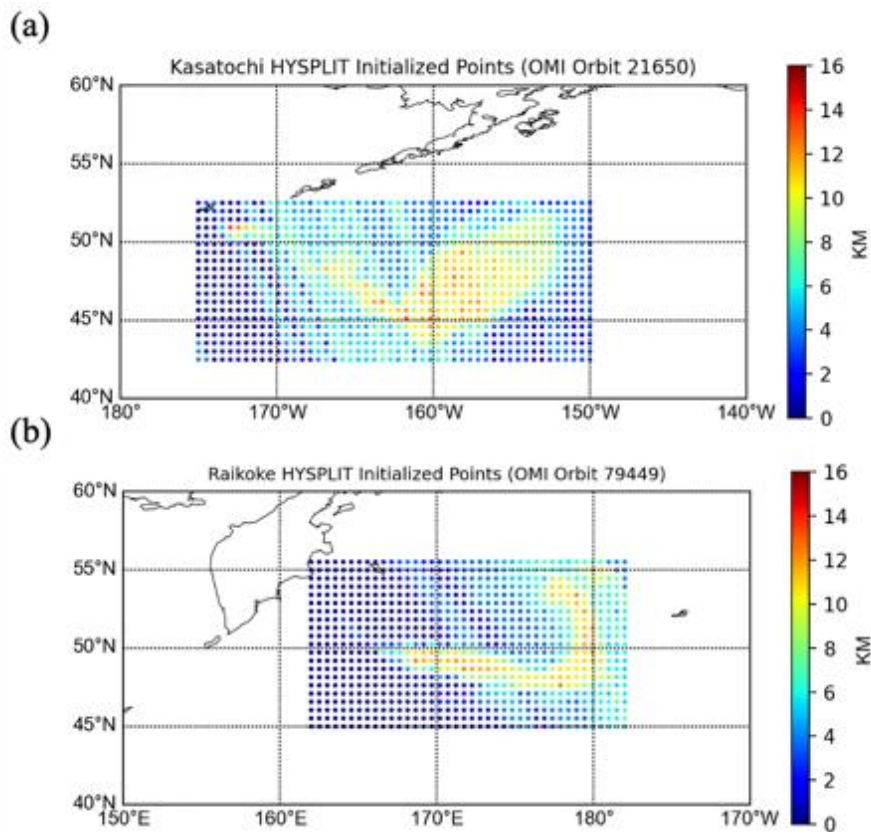 (a)
Kasatochi HYSPLIT Initialized Points (OMI Orbit 21650)
60°N
55°N
50°N
45°N
40°N
180°
170°W
160°W
150°W
140°W
16
14
12
10
8
6
4
2
0
KM
(b)
Raikoke HYSPLIT Initialized Points (OMI Orbit 79449)
60°N
55°N
50°N
45°N
40°N
150°E
160°E
170°E
180°
170°W
16
14
12
10
8
6
4
2
0
KM